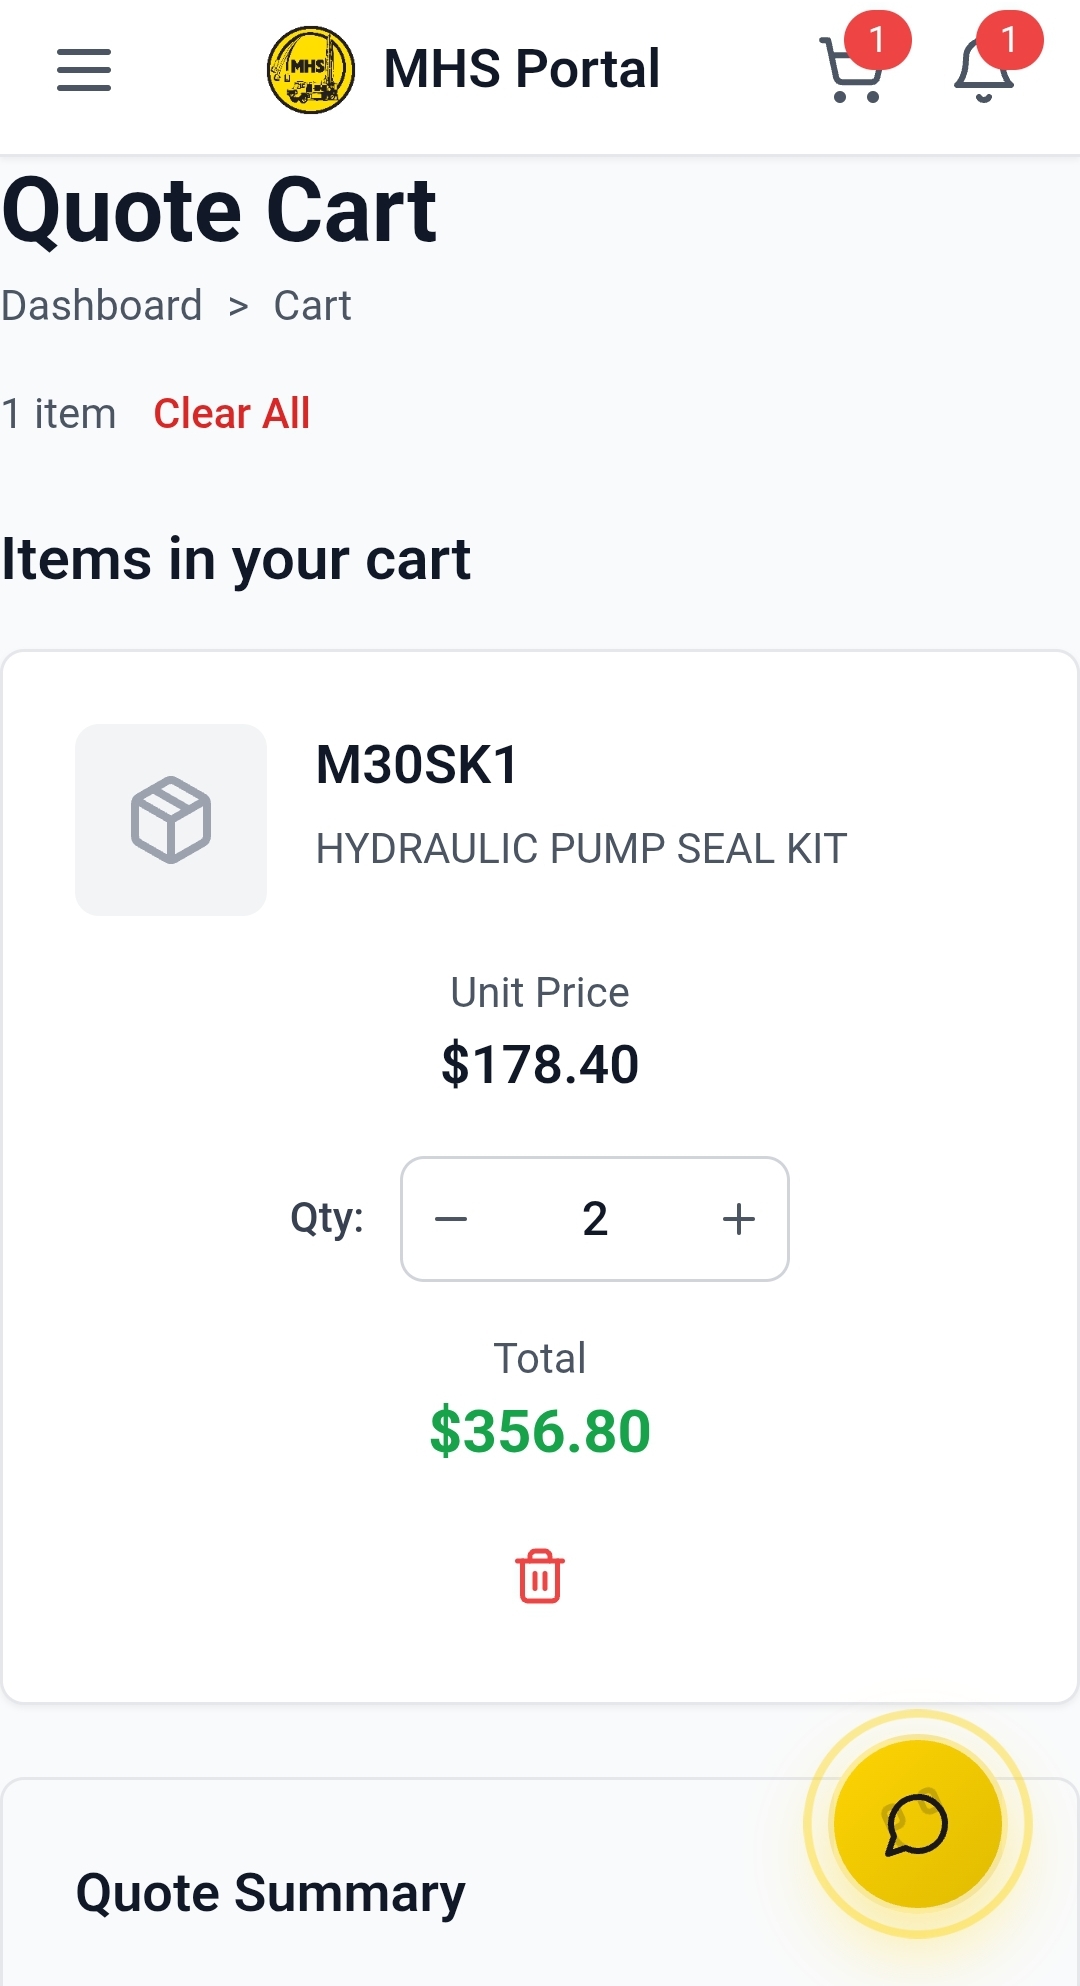 MHS
MHS Portal
1
1
Quote Cart
Dashboard > Cart
1 item Clear All
Items in your cart
M30SK1
HYDRAULIC PUMP SEAL KIT
Unit Price
$178.40
Qty: − 2 +
Total
$356.80
Quote Summary